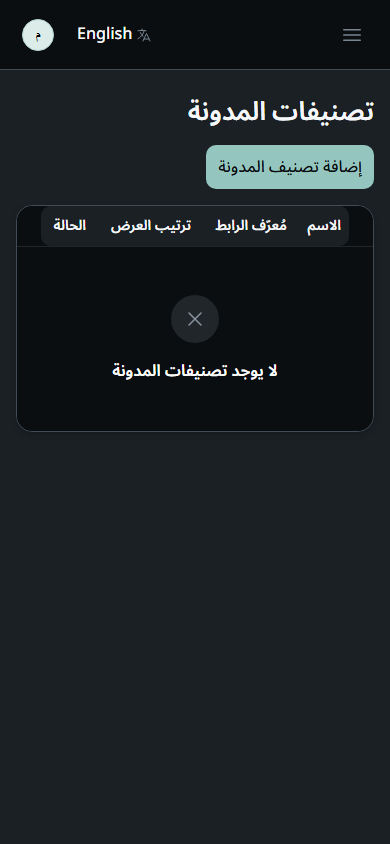 English
م
تصنيفات المدونة
إضافة تصنيف المدونة
الاسم مُعرّف الرابط ترتيب العرض الحالة
لا يوجد تصنيفات المدونة